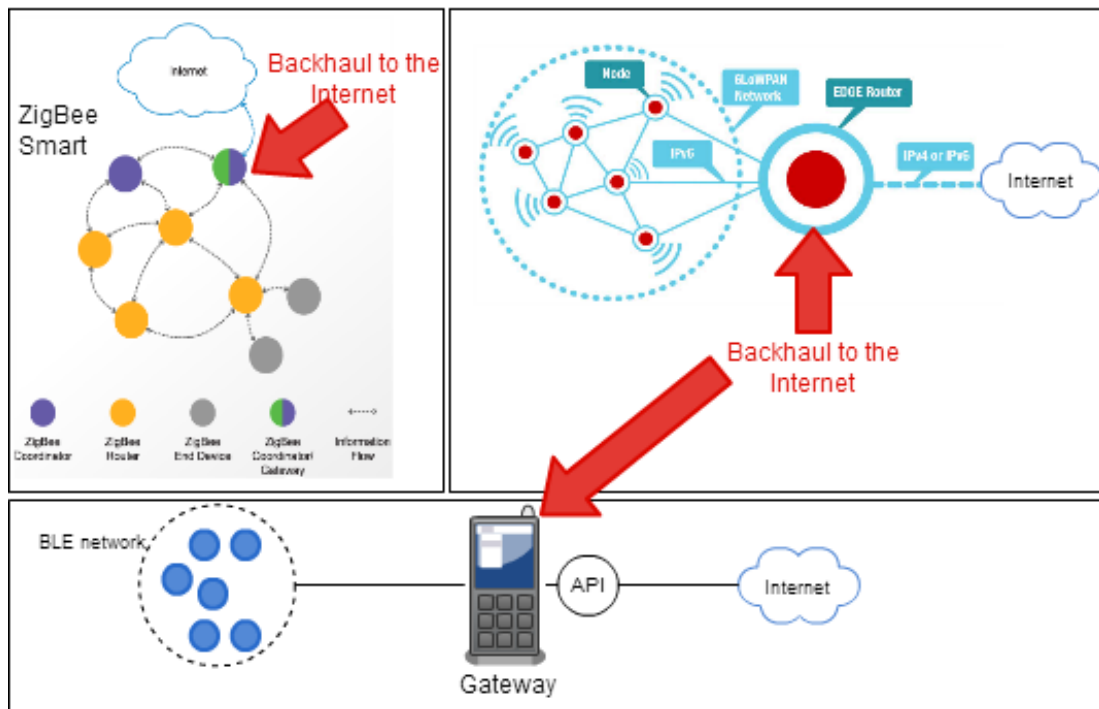 Internet
Backhaul to the
Internet
ZigBee
Smart
ZigBee
Coordinator
ZigBee
Router
ZigBee
End Device
ZigBee
Coordinator/
Gateway
Information
Flow
Node
6LoWPAN
Network
EDGE Router
IPv6
IPv4 or IPv6
Internet
Backhaul to the
Internet
BLE network
API
Internet
Gateway